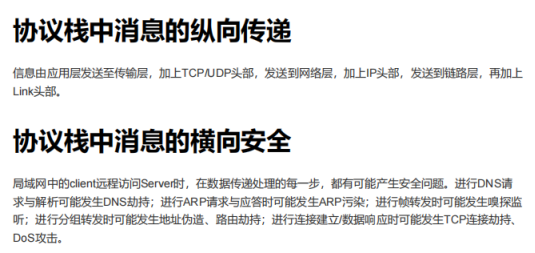 协议栈中消息的纵向传递
信息由应用层发送至传输层，加上TCP/UDP头部，发送到网络层，加上IP头部，发送到链路层，再加上
Link头部。
协议栈中消息的横向安全
局域网中的client远程访问Server时，在数据传递处理的每一步，都有可能产生安全问题。进行DNS请
求与解析可能发生DNS劫持；进行ARP请求与应答时可能发生ARP污染；进行帧转发时可能发生嗅探监
听；进行分组转发时可能发生地址伪造、路由劫持；进行连接建立/数据响应时可能发生TCP连接劫持、
DoS攻击。